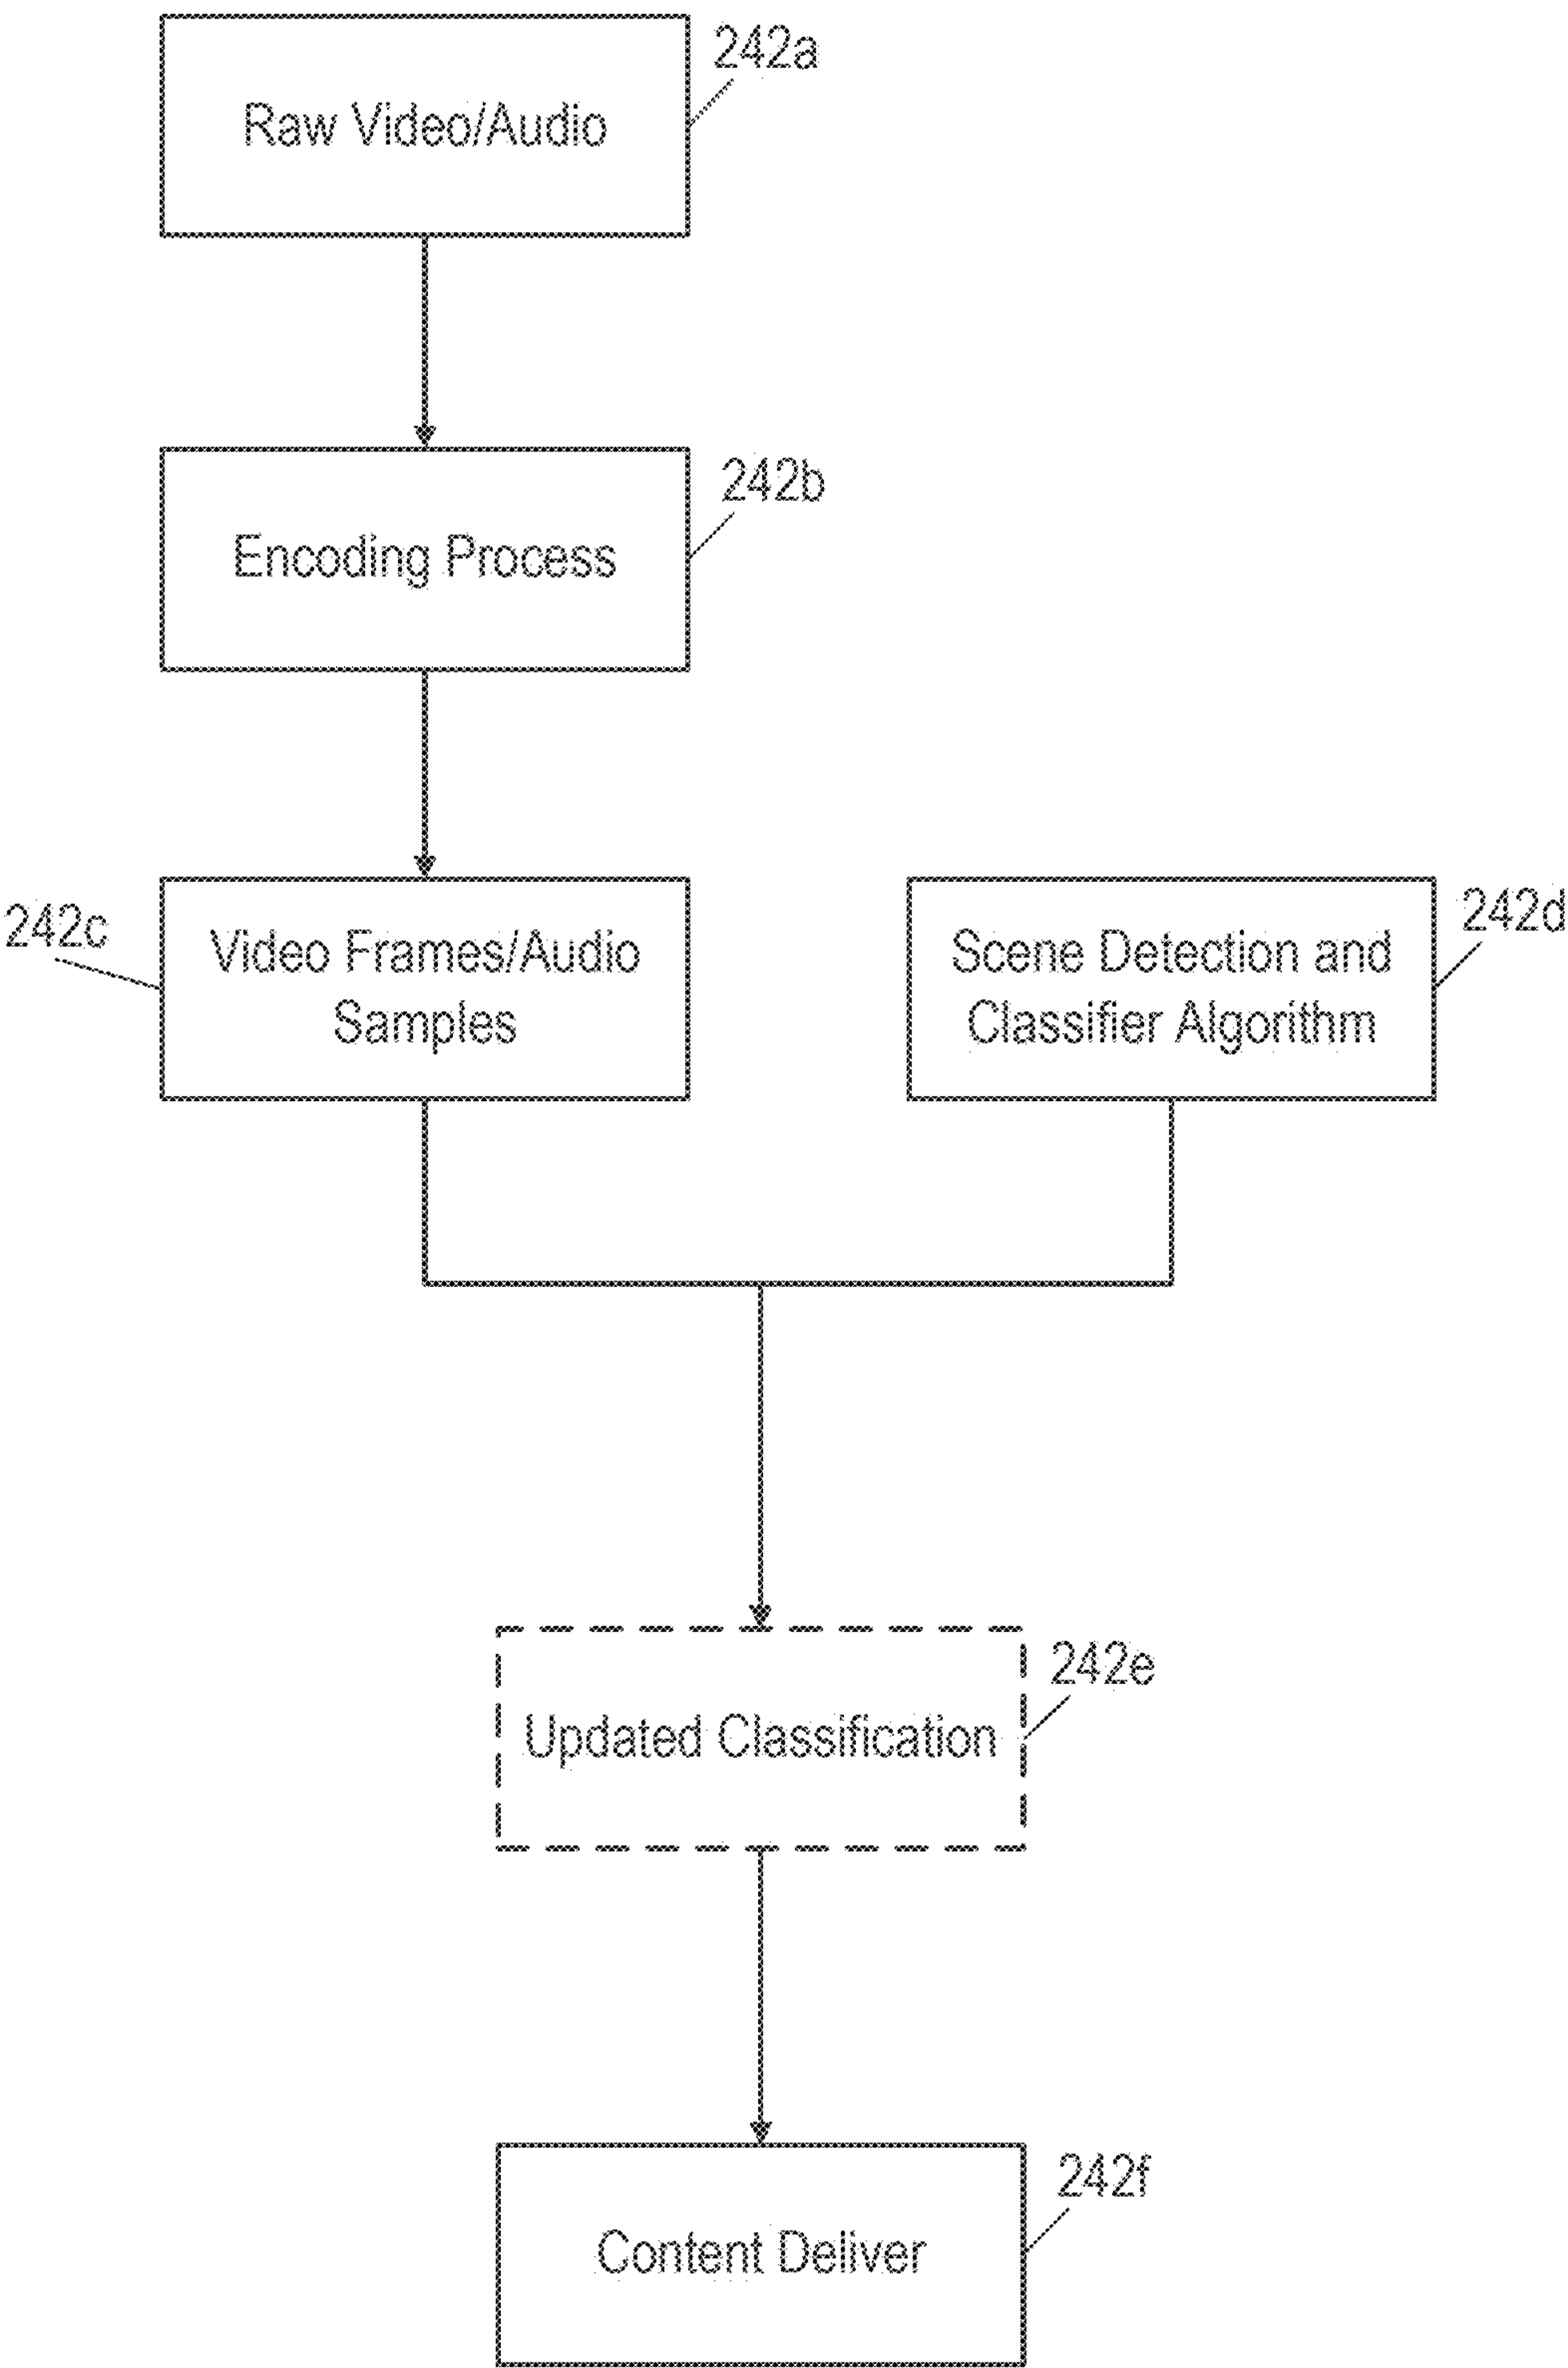 242a
Raw Video/Audio
242b
Encoding Process
242c
Video Frames/Audio
Samples
242d
Scene Detection and
Classifier Algorithm
242e
Updated Classification
242f
Content Deliver